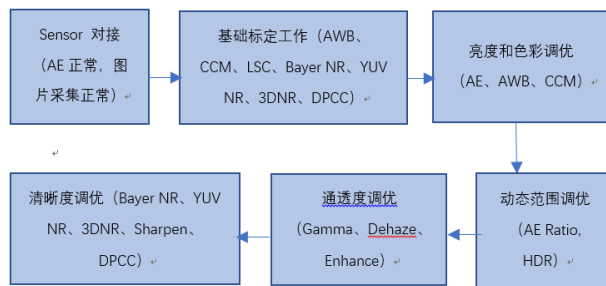 Sensor 对接
（AE 正常，图
片采集正常）
基础标定工作（AWB、
CCM、LSC、Bayer NR、YUV
NR、3DNR、DPCC）
亮度和色彩调优
（AE、AWB、CCM）
动态范围调优
（AE Ratio,
HDR）
通透度调优
（Gamma、Dehaze、
Enhance）
清晰度调优（Bayer NR、YUV
NR、3DNR、Sharpen、
DPCC）